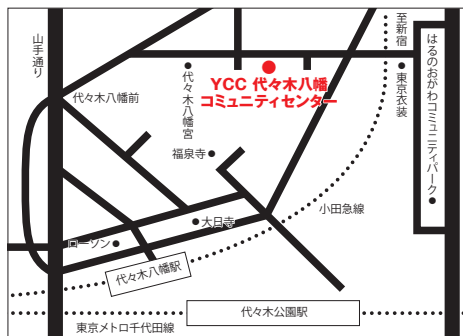 山手通り
至新宿
はるのおがわコミュニティパーク
東京衣装
代々木八幡宮
YCC 代々木八幡
コミュニティセンター
代々木八幡前
福泉寺
小田急線
大日寺
ローソン
代々木八幡駅
代々木公園駅
東京メトロ千代田線